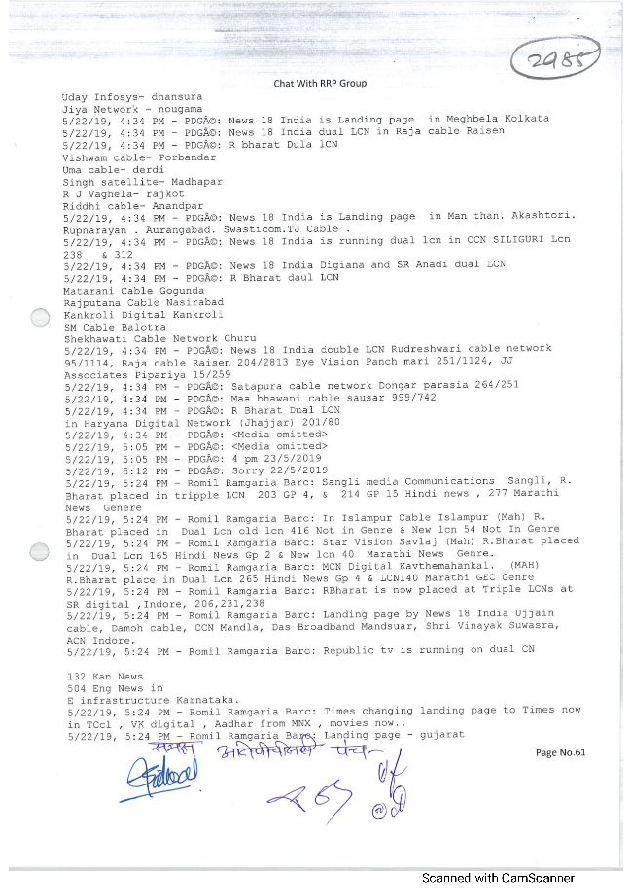 2985
Chat With RRP Group
Uday Infosys- dhansura
Jiya Network - nougama
5/22/19, 4:34 PM - PDGÃ©: News 18 India is Landing page  in Meghbela Kolkata
5/22/19, 4:34 PM - PDGÃ©: News 18 India dual LCN in Raja cable Raisen
5/22/19, 4:34 PM - PDGÃ©: R bharat Dula lCN
Vishwam cable- Porbandar
Uma cable- derdi
Singh satellite- Madhapar
R J Vaghela- rajkot
Riddhi cable- Anandpar
5/22/19, 4:34 PM - PDGÃ©: News 18 India is Landing page  in Man than. Akashtori.
Rupnarayan . Aurangabad. Swasticom.TJ Cable .
5/22/19, 4:34 PM - PDGÃ©: News 18 India is running dual lcn in CCN SILIGURI Lcn
238   & 312
5/22/19, 4:34 PM - PDGÃ©: News 18 India Digiana and SR Anadi dual LCN
5/22/19, 4:34 PM - PDGÃ©: R Bharat daul LCN
Matarani Cable Gogunda
Rajputana Cable Nasirabad
Kankroli Digital Kankroli
SM Cable Balotra
Shekhawati Cable Network Churu
5/22/19, 4:34 PM - PDGÃ©: News 18 India double LCN Rudreshwari cable network
95/1114, Raja cable Raisen 204/2813 Eye Vision Panch mari 251/1124, JJ
Associates Pipariya 15/259
5/22/19, 4:34 PM - PDGÃ©: Satapura cable network Dongar parasia 264/251
5/22/19, 4:34 PM - PDGÃ©: Maa bhawani cable sausar 999/742
5/22/19, 4:34 PM - PDGÃ©: R Bharat Dual LCN
in Haryana Digital Network (Jhajjar) 201/80
5/22/19, 4:34 PM - PDGÃ©: <Media omitted>
5/22/19, 5:05 PM - PDGÃ©: <Media omitted>
5/22/19, 5:05 PM - PDGÃ©: 4 pm 23/5/2019
5/22/19, 5:12 PM - PDGÃ©: Sorry 22/5/2019
5/22/19, 5:24 PM - Romil Ramgaria Barc: Sangli media Communications  Sangli, R.
Bharat placed in tripple LCN  203 GP 4, &  214 GP 15 Hindi news , 277 Marathi
News  Genere
5/22/19, 5:24 PM - Romil Ramgaria Barc: In Islampur Cable Islampur (Mah) R.
Bharat placed in  Dual Lcn old lcn 416 Not in Genre & New lcn 54 Not In Genre
5/22/19, 5:24 PM - Romil Ramgaria Barc: Star Vision Savlaj (Mah) R.Bharat placed
in  Dual Lcn 165 Hindi News Gp 2 & New lcn 40  Marathi News  Genre.
5/22/19, 5:24 PM - Romil Ramgaria Barc: MCN Digital Kavthemahankal.  (MAH)
R.Bharat place in Dual Lcn 265 Hindi News Gp 4 & LCN140 Marathi GEC Genre
5/22/19, 5:24 PM - Romil Ramgaria Barc: RBharat is now placed at Triple LCNs at
SR digital ,Indore, 206,231,238
5/22/19, 5:24 PM - Romil Ramgaria Barc: Landing page by News 18 India Ujjain
cable, Damoh cable, CCN Mandla, Das Broadband Mandsuar, Shri Vinayak Suwasra,
ACN Indore.
5/22/19, 5:24 PM - Romil Ramgaria Barc: Republic tv is running on dual CN
132 Kan News
504 Eng News in
E infrastructure Karnataka.
5/22/19, 5:24 PM - Romil Ramgaria Barc: Times changing landing page to Times now
in TCcl , VK digital , Aadhar from MNX , movies now..
5/22/19, 5:24 PM - Romil Ramgaria Barc: Landing page - gujarat
समक्ष पंच-
Page No.61
Scanned with CamScanner